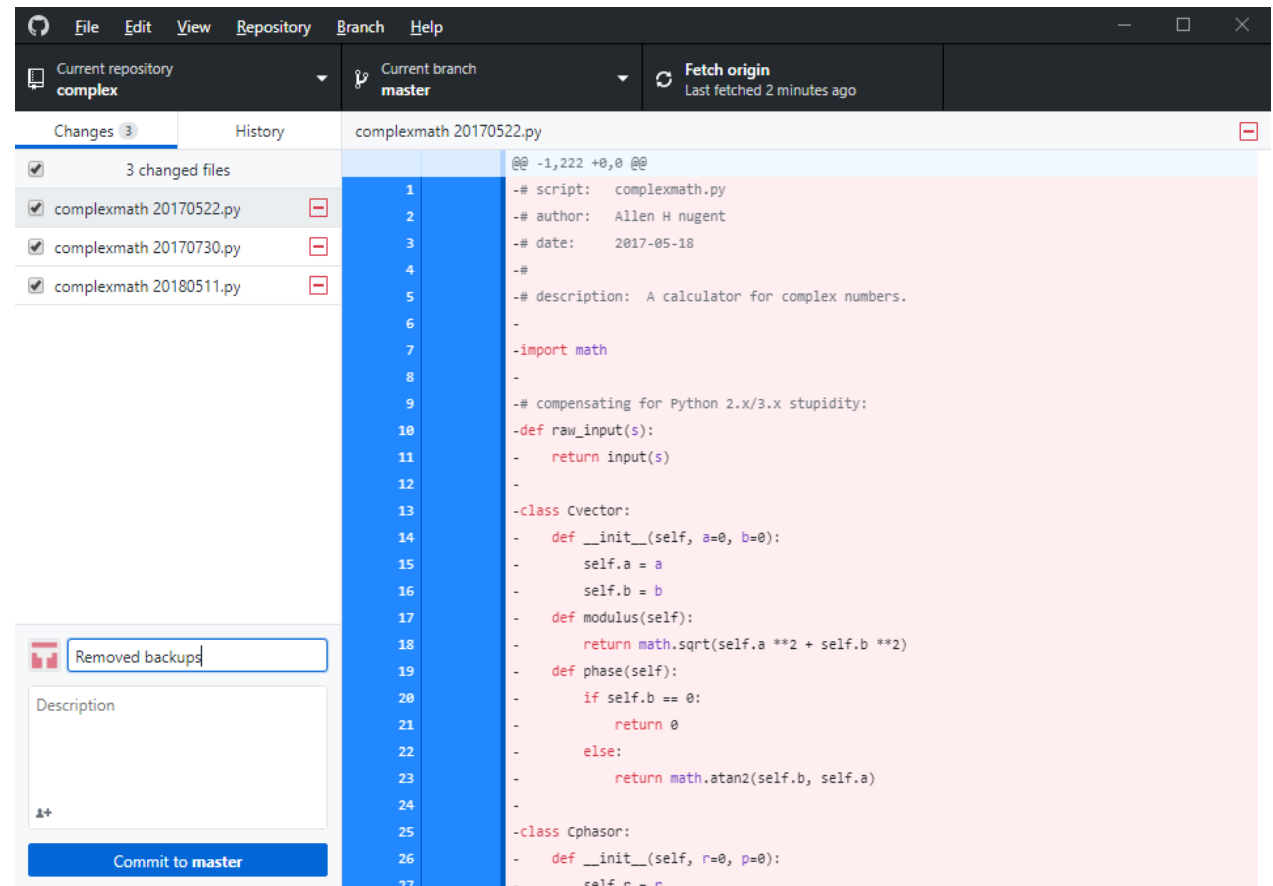 File Edit View Repository Branch Help
Current repository
complex
Current branch
master
Fetch origin
Last fetched 2 minutes ago
Changes 3 History
complexmath 20170522.py
3 changed files
complexmath 20170522.py
complexmath 20170730.py
complexmath 20180511.py
Removed backups
Description
Commit to master
@@ -1,222 +0,0 @@
1 -# script:   complexmath.py
2 -# author:   Allen H nugent
3 -# date:     2017-05-18
4 -#
5 -# description:  A calculator for complex numbers.
6 -
7 -import math
8 -
9 -# compensating for Python 2.x/3.x stupidity:
10 -def raw_input(s):
11 -    return input(s)
12 -
13 -class Cvector:
14 -    def __init__(self, a=0, b=0):
15 -        self.a = a
16 -        self.b = b
17 -    def modulus(self):
18 -        return math.sqrt(self.a **2 + self.b **2)
19 -    def phase(self):
20 -        if self.b == 0:
21 -            return 0
22 -        else:
23 -            return math.atan2(self.b, self.a)
24 -
25 -class Cphasor:
26 -    def __init__(self, r=0, p=0):
27 -        self.r = r